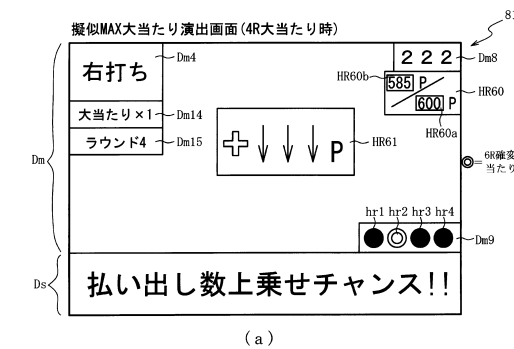 擬似MAX大当たり演出画面(4R大当たり時)
81
右打ち
Dm4
222
Dm8
HR60b
585 P
HR60
600 P
HR60a
大当たり×1
Dm14
ラウンド4
Dm15
+ ↓ ↓ ↓ P
HR61
Dm
◎= 6R確変
当たり
hr1 hr2 hr3 hr4
Dm9
Ds
払い出し数上乗せチャンス!!
(a)